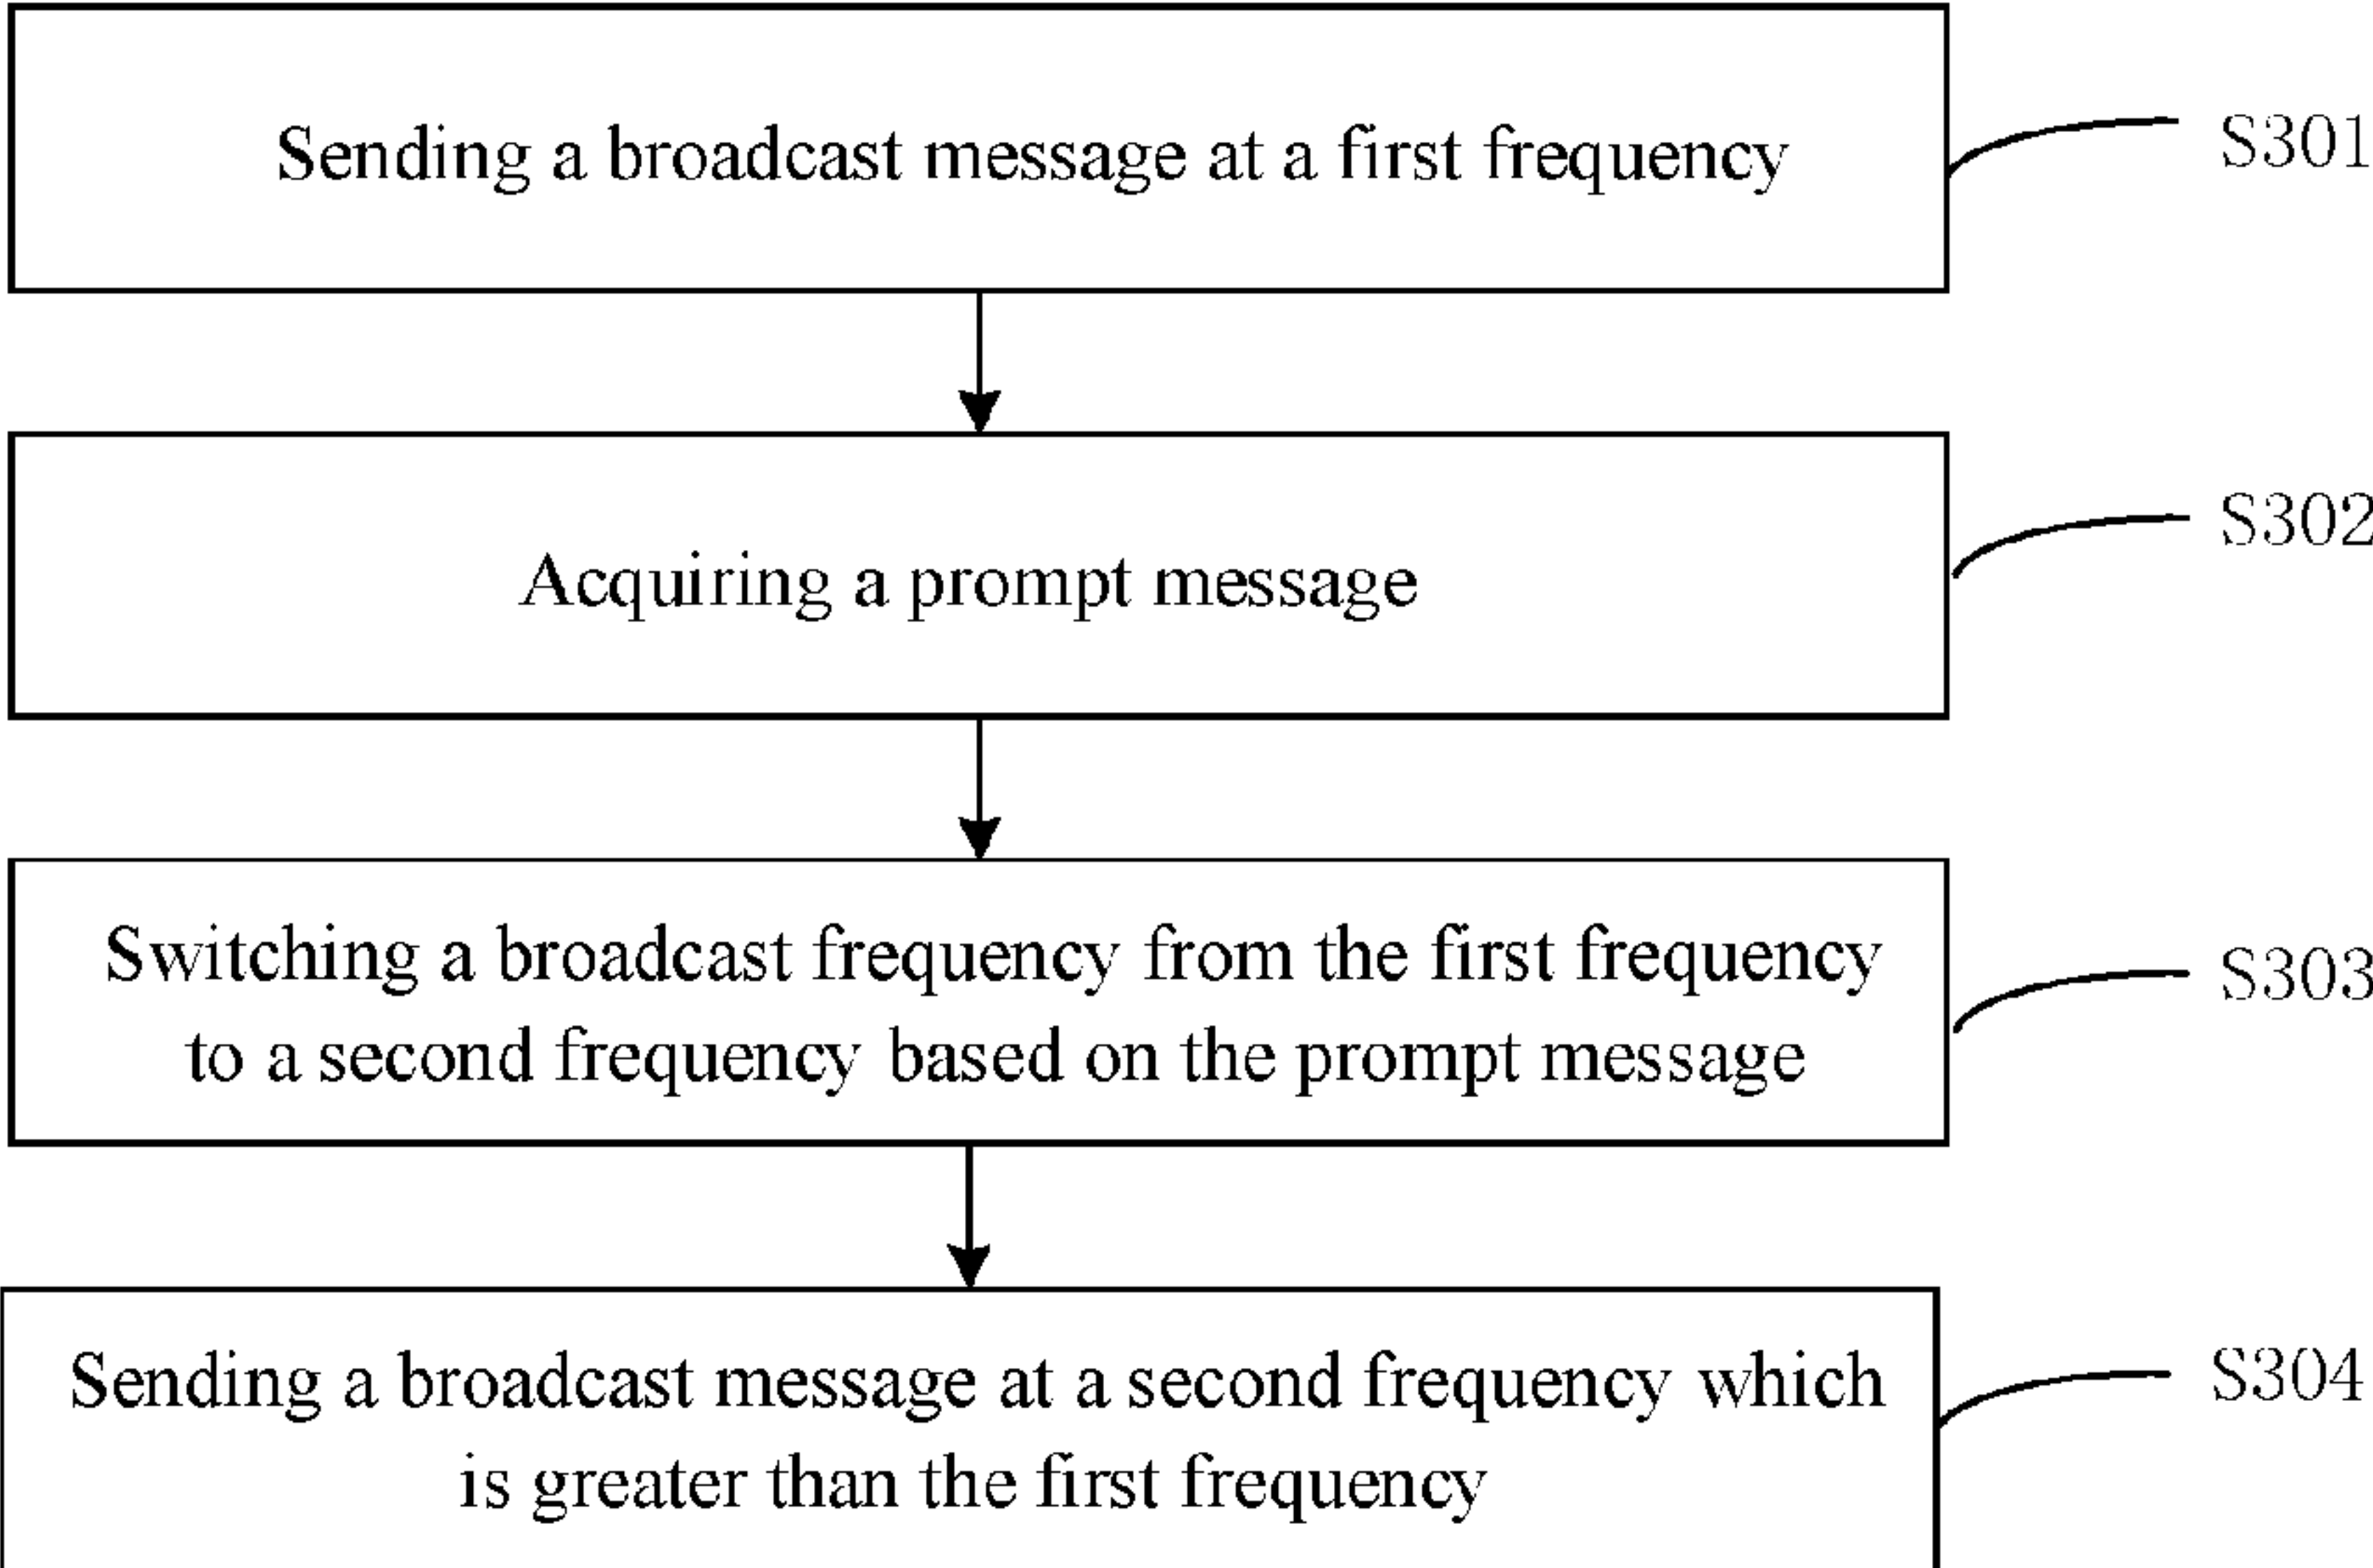 Sending a broadcast message at a first frequency
S301
Acquiring a prompt message
S302
Switching a broadcast frequency from the first frequency
to a second frequency based on the prompt message
S303
Sending a broadcast message at a second frequency which
is greater than the first frequency
S304